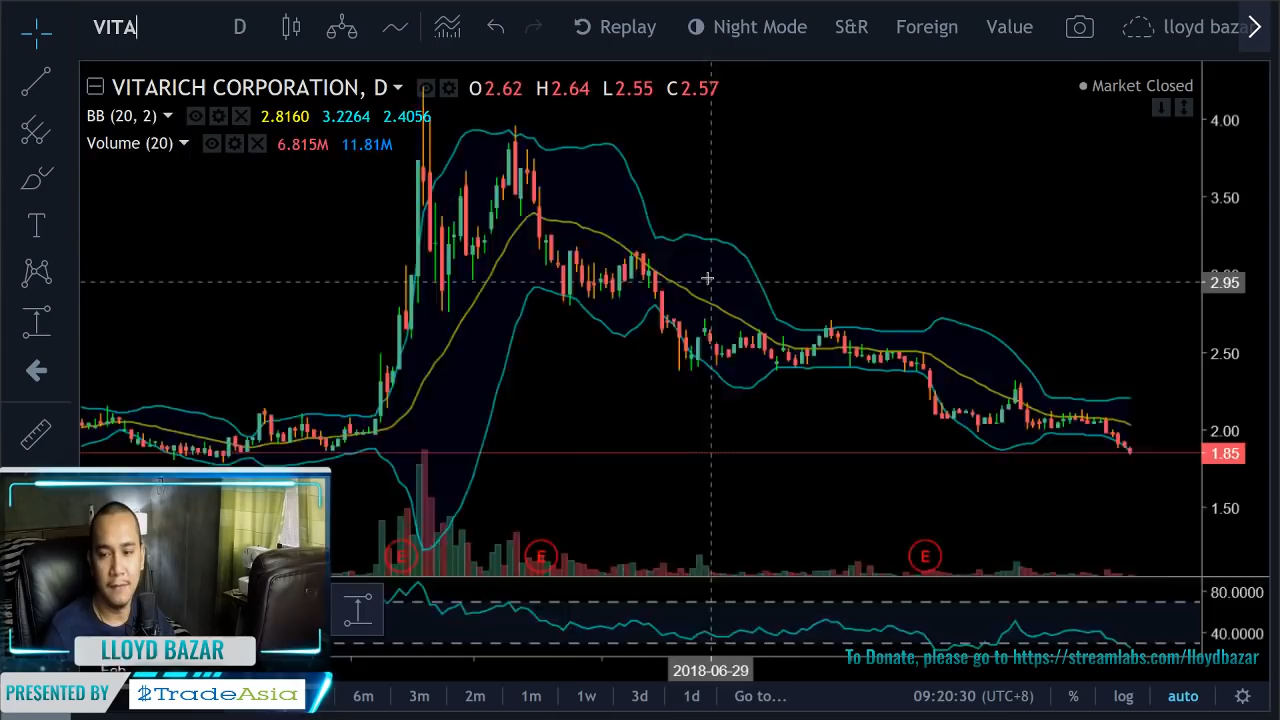 VITA D Replay Night Mode S&R Foreign Value lloyd baza
VITARICH CORPORATION, D O2.62 H2.64 L2.55 C2.57 Market Closed
BB (20, 2) 2.8160 3.2264 2.4056
Volume (20) 6.815M 11.81M
4.00
3.50
2.95
2.50
2.00
1.85
1.50
E E E
80.0000
40.0000
LLOYD BAZAR
To Donate, please go to https://streamlabs.com/lloydbazar
2018-06-29
PRESENTED BY $TradeAsia
6m 3m 2m 1m 1w 3d 1d Go to... 09:20:30 (UTC+8) % log auto